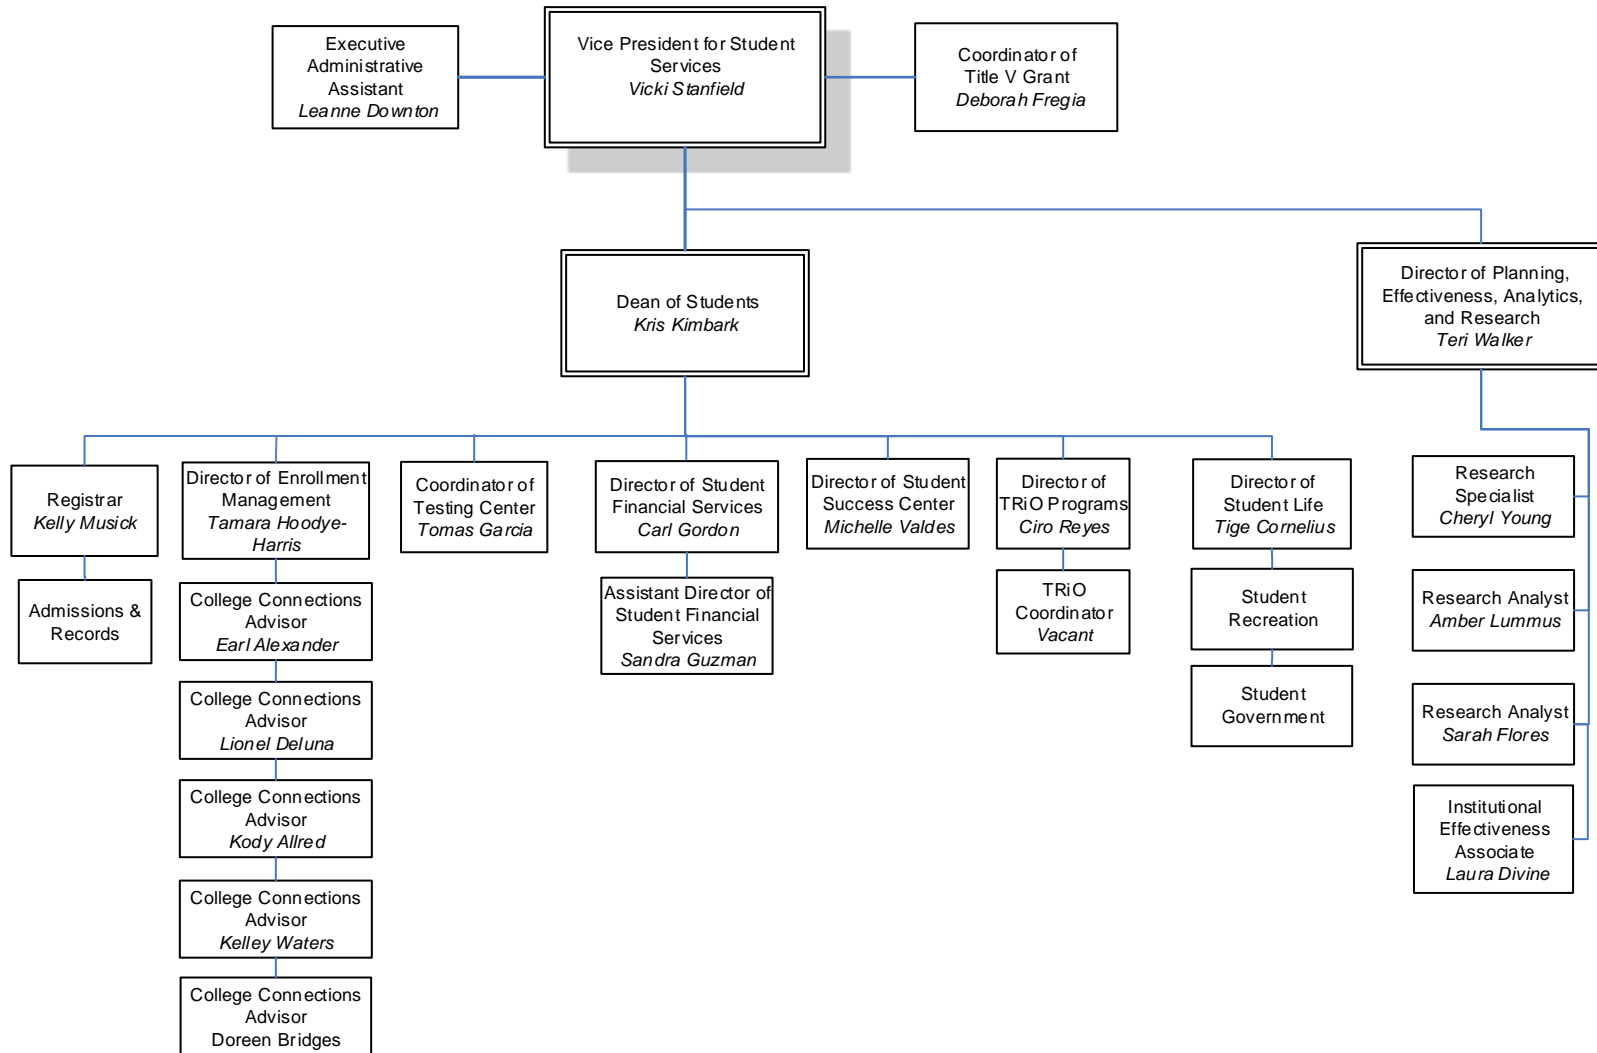 Executive
Administrative
Assistant
Leanne Downton
Vice President for Student
Services
Vicki Stanfield
Coordinator of
Title V Grant
Deborah Fregia
Dean of Students
Kris Kimbark
Director of Planning,
Effectiveness, Analytics,
and Research
Teri Walker
Registrar
Kelly Musick
Director of Enrollment
Management
Tamara Hoodye-
Harris
Coordinator of
Testing Center
Tomas Garcia
Director of Student
Financial Services
Carl Gordon
Director of Student
Success Center
Michelle Valdes
Director of
TRiO Programs
Ciro Reyes
Director of
Student Life
Tige Cornelius
Research
Specialist
Cheryl Young
Admissions &
Records
College Connections
Advisor
Earl Alexander
Assistant Director of
Student Financial
Services
Sandra Guzman
TRiO
Coordinator
Vacant
Student
Recreation
Research Analyst
Amber Lummus
College Connections
Advisor
Lionel Deluna
Student
Government
Research Analyst
Sarah Flores
College Connections
Advisor
Kody Allred
Institutional
Effectiveness
Associate
Laura Divine
College Connections
Advisor
Kelley Waters
College Connections
Advisor
Doreen Bridges